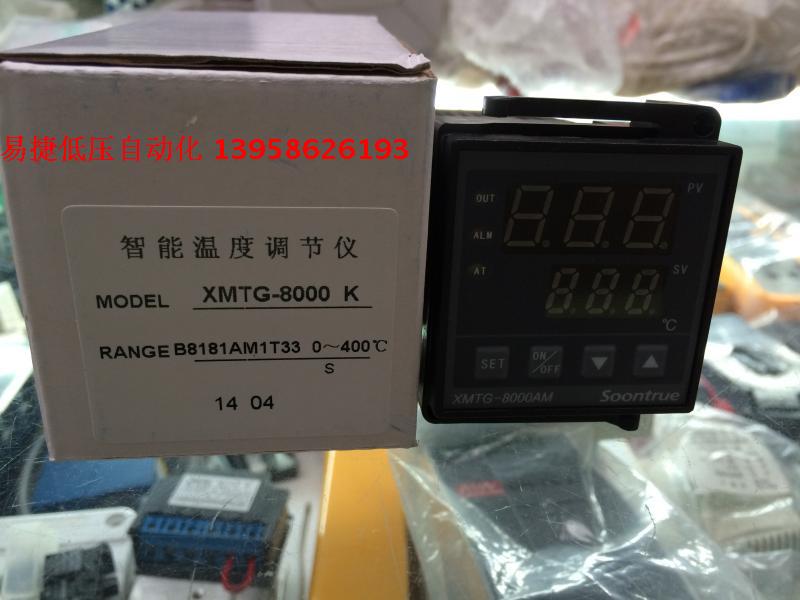 易捷低压自动化 13958626193
智能温度调节仪
MODEL XMTG-8000 K
RANGE B8181AM1T33 0～400℃
S
14 04
OUT PV
ALM
AT SV
℃
SET ON/OFF
XMTG-8000AM Soontrue